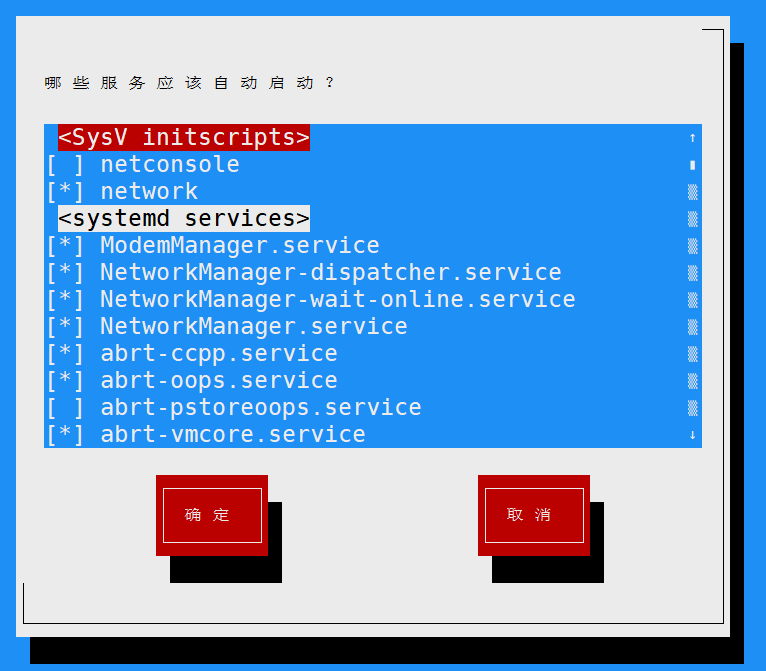 哪些服务应该自动启动？
<SysV initscripts>
[ ] netconsole
[*] network
<systemd services>
[*] ModemManager.service
[*] NetworkManager-dispatcher.service
[*] NetworkManager-wait-online.service
[*] NetworkManager.service
[*] abrt-ccpp.service
[*] abrt-oops.service
[ ] abrt-pstoreoops.service
[*] abrt-vmcore.service
确定 取消